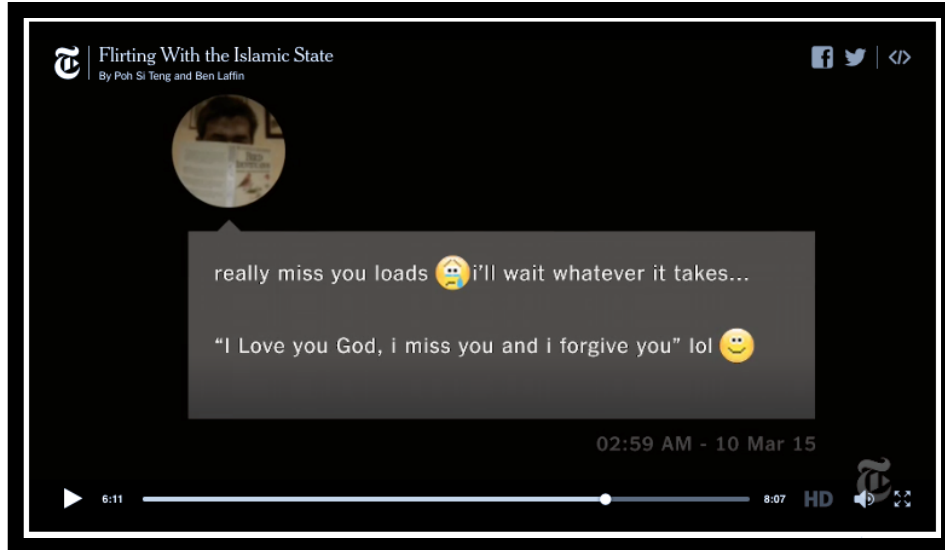 Flirting With the Islamic State
By Poh Si Teng and Ben Laffin
really miss you loads i'll wait whatever it takes...
“I Love you God, i miss you and i forgive you” lol
02:59 AM - 10 Mar 15
6:11
8:07
HD